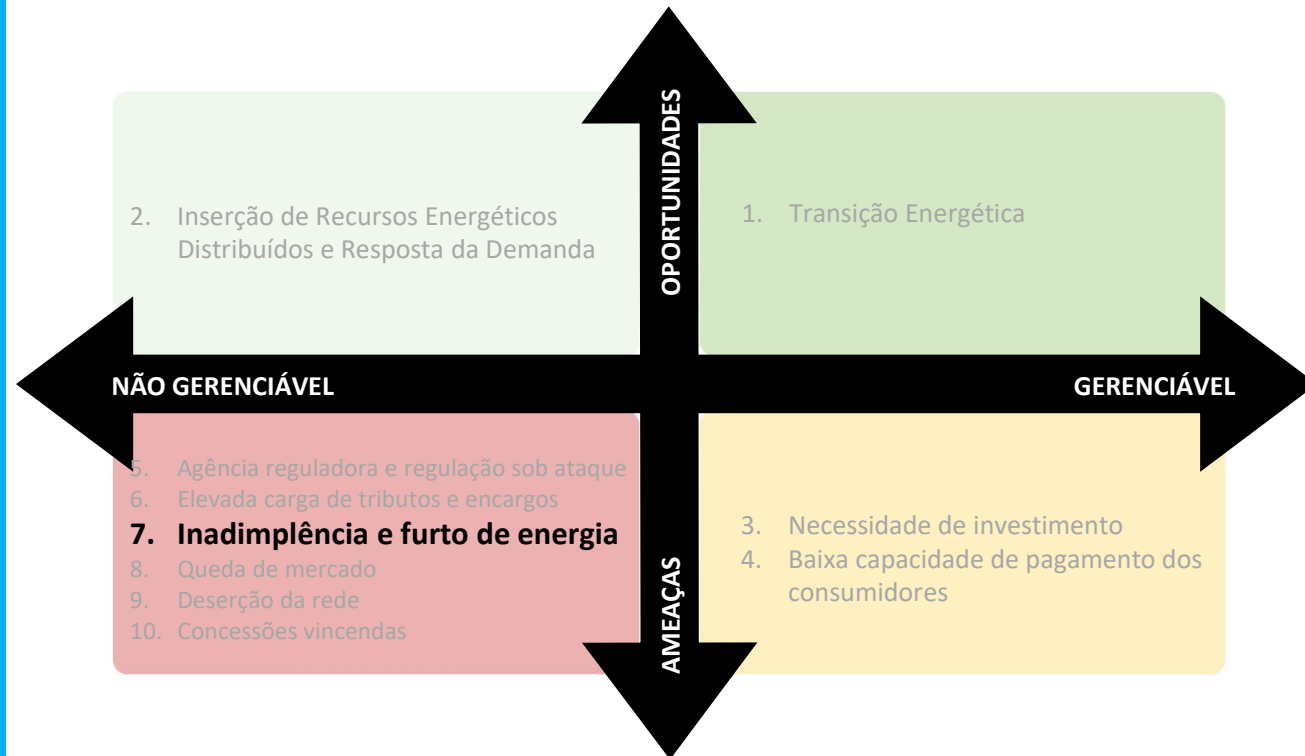 OPORTUNIDADES
2. Inserção de Recursos Energéticos
Distribuídos e Resposta da Demanda
1. Transição Energética
NÃO GERENCIÁVEL
GERENCIÁVEL
5. Agência reguladora e regulação sob ataque
6. Elevada carga de tributos e encargos
7. Inadimplência e furto de energia
8. Queda de mercado
9. Deserção da rede
10. Concessões vincendas
3. Necessidade de investimento
4. Baixa capacidade de pagamento dos
consumidores
AMEAÇAS